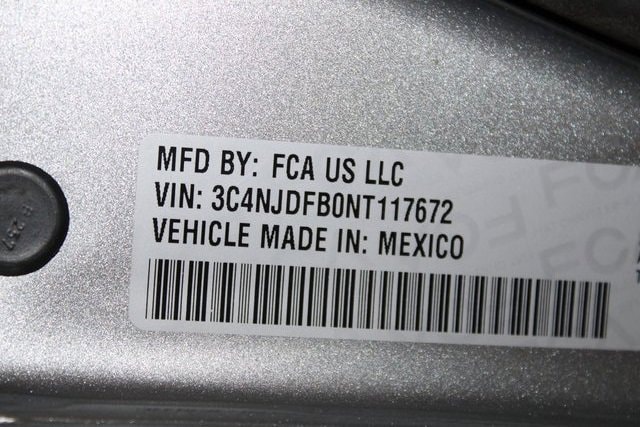 MFD BY: FCA US LLC
VIN: 3C4NJDFB0NT117672
VEHICLE MADE IN: MEXICO